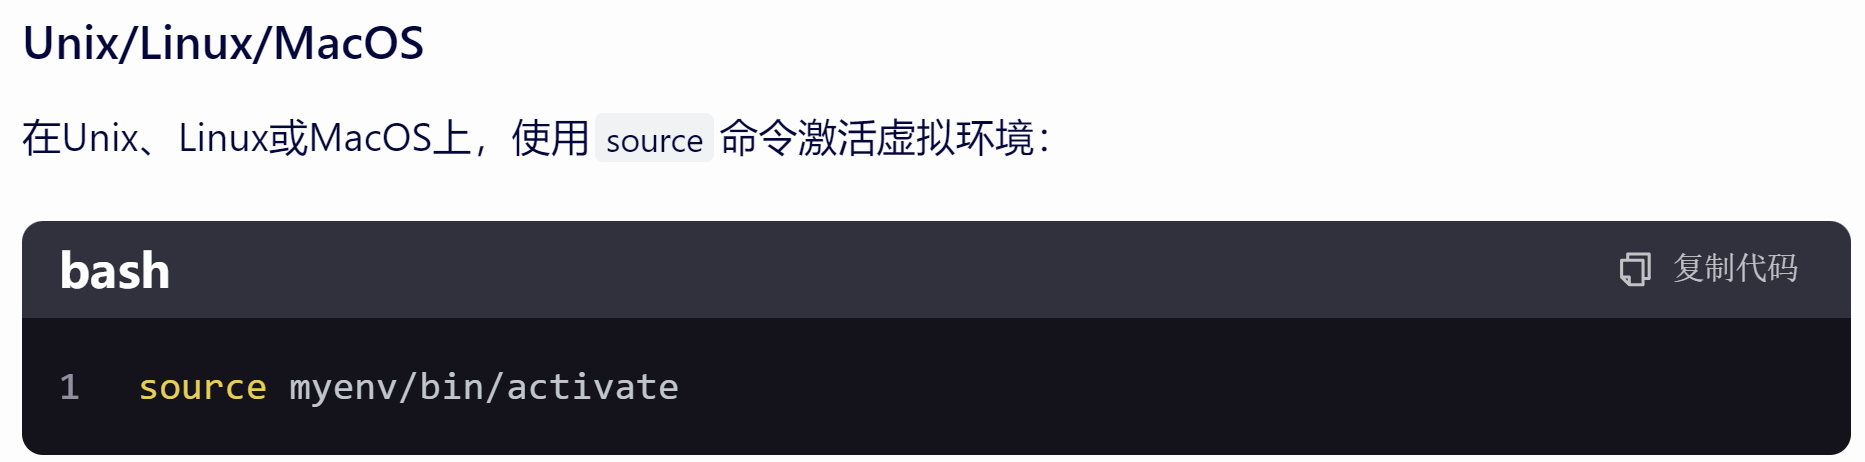 Unix/Linux/MacOS
在Unix、Linux或MacOS上，使用 source 命令激活虚拟环境：
bash
复制代码
1 source myenv/bin/activate